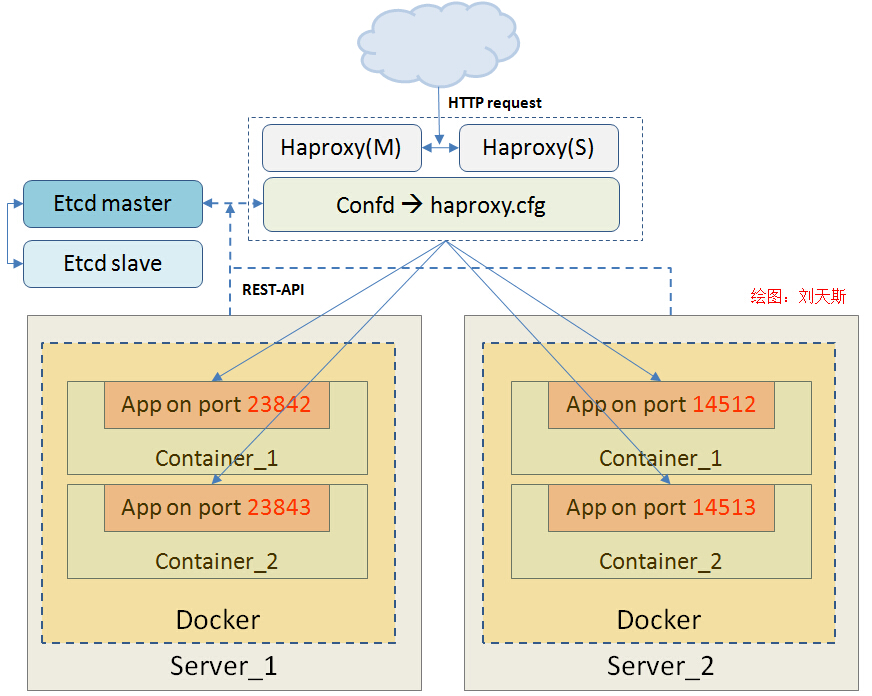 HTTP request
Haproxy(M)
Haproxy(S)
Etcd master
Confd → haproxy.cfg
Etcd slave
REST-API
绘图：刘天斯
App on port 23842
Container_1
App on port 23843
Container_2
Docker
Server_1
App on port 14512
Container_1
App on port 14513
Container_2
Docker
Server_2